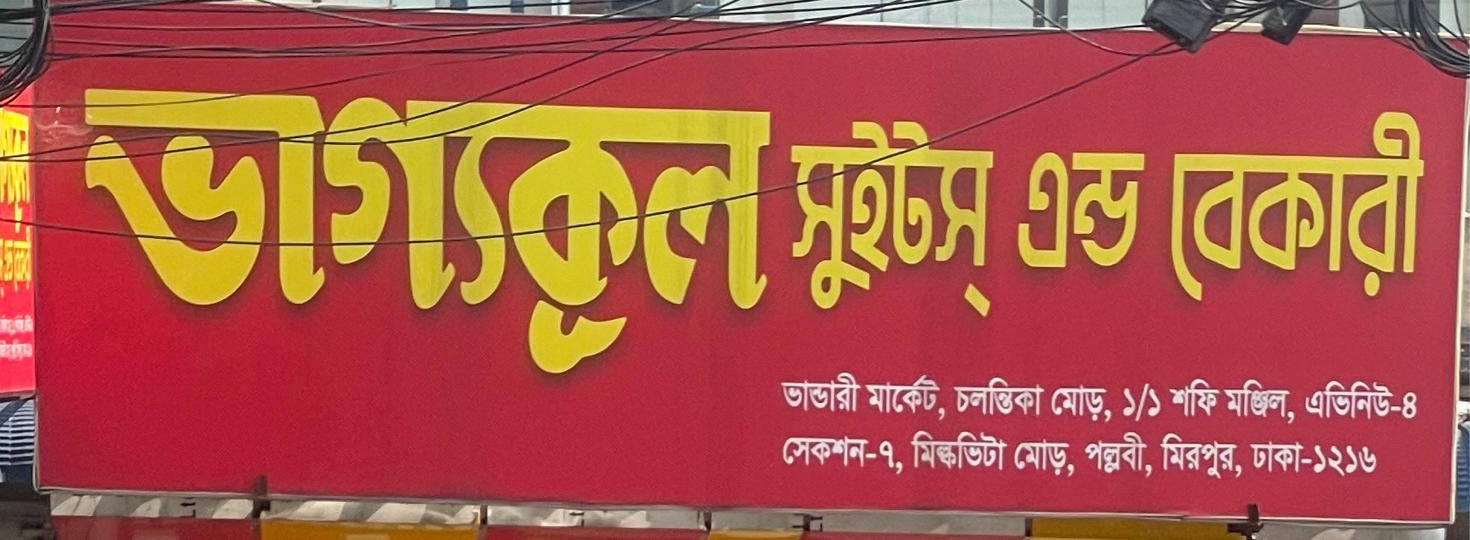 ভাগ্যকূল সুইটস্ এন্ড বেকারী
ভান্ডারী মার্কেট, চলন্তিকা মোড়, ১/১ শফি মঞ্জিল, এভিনিউ-৪
সেকশন-৭, মিল্কভিটা মোড়, পল্লবী, মিরপুর, ঢাকা-১২১৬